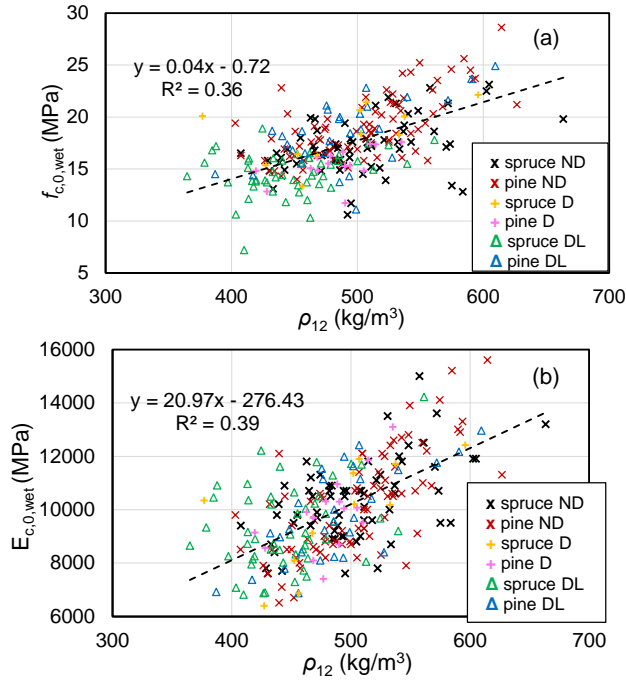 30
(a)
y = 0.04x - 0.72
R² = 0.36
25
20
15
10
5
f_c,0,wet (MPa)
spruce ND
pine ND
spruce D
pine D
spruce DL
pine DL
300 400 500 600 700
ρ₁₂ (kg/m³)
16000
(b)
y = 20.97x - 276.43
R² = 0.39
14000
12000
10000
8000
6000
E_c,0,wet (MPa)
spruce ND
pine ND
spruce D
pine D
spruce DL
pine DL
300 400 500 600 700
ρ₁₂ (kg/m³)